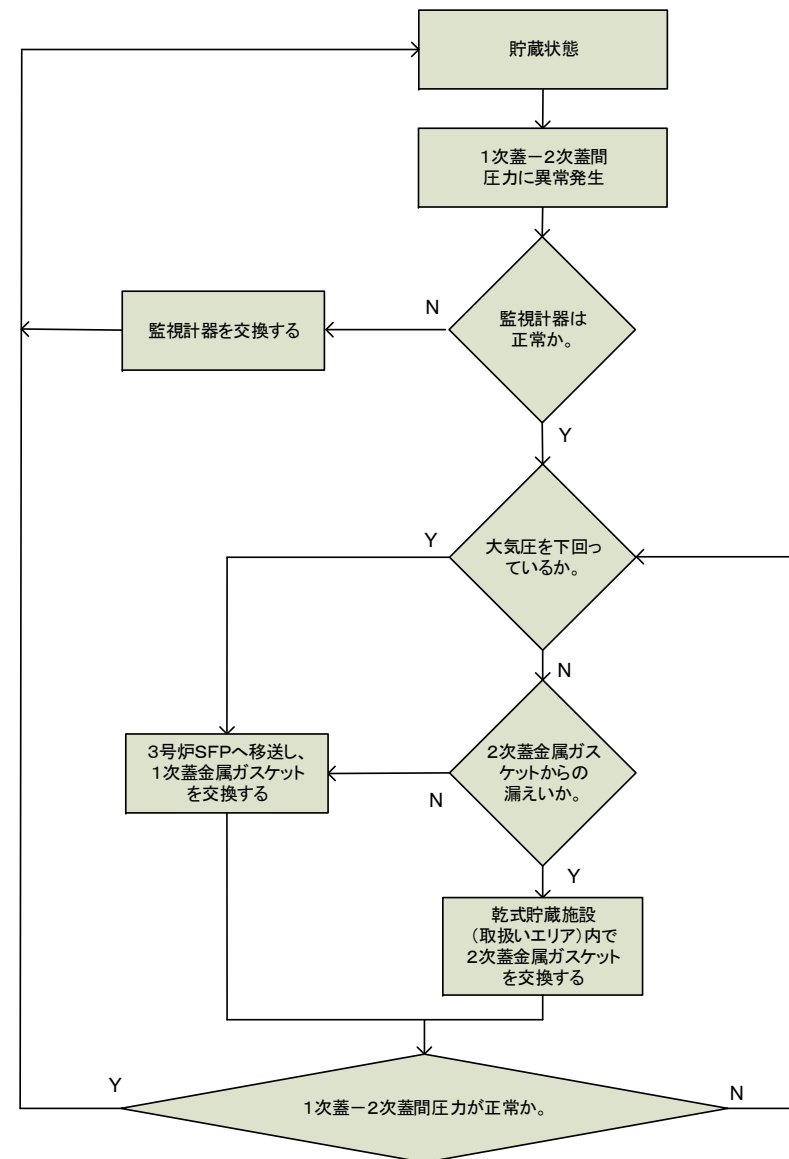 貯蔵状態
1次蓋－2次蓋間
圧力に異常発生
監視計器は
正常か。
N
監視計器を交換する
Y
大気圧を下回っ
ているか。
Y
N
2次蓋金属ガス
ケットからの
漏えいか。
N
3号炉SFPへ移送し、
1次蓋金属ガスケット
を交換する
Y
乾式貯蔵施設
（取扱いエリア）内で
2次蓋金属ガスケット
を交換する
1次蓋－2次蓋間圧力が正常か。
Y
N